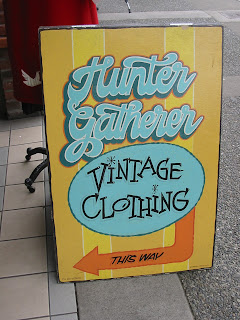 Hunter
Gatherer
VINTAGE
CLOTHING
THIS WAY